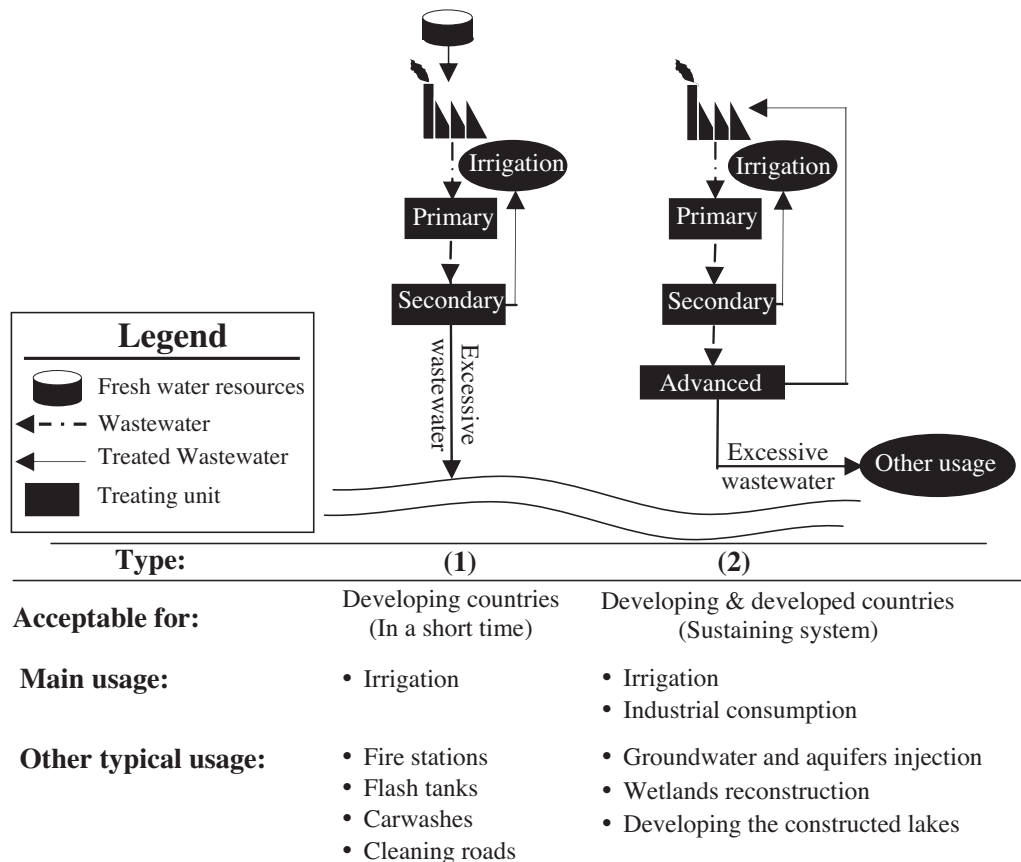 Irrigation
Primary
Secondary
Excessive
wastewater
Irrigation
Primary
Secondary
Advanced
Excessive
wastewater
Other usage
Legend
Fresh water resources
Wastewater
Treated Wastewater
Treating unit
Type: (1) (2)
Acceptable for: Developing countries Developing & developed countries
(In a short time) (Sustaining system)
Main usage: • Irrigation • Irrigation
• Industrial consumption
Other typical usage: • Fire stations • Groundwater and aquifers injection
• Flash tanks • Wetlands reconstruction
• Carwashes • Developing the constructed lakes
• Cleaning roads